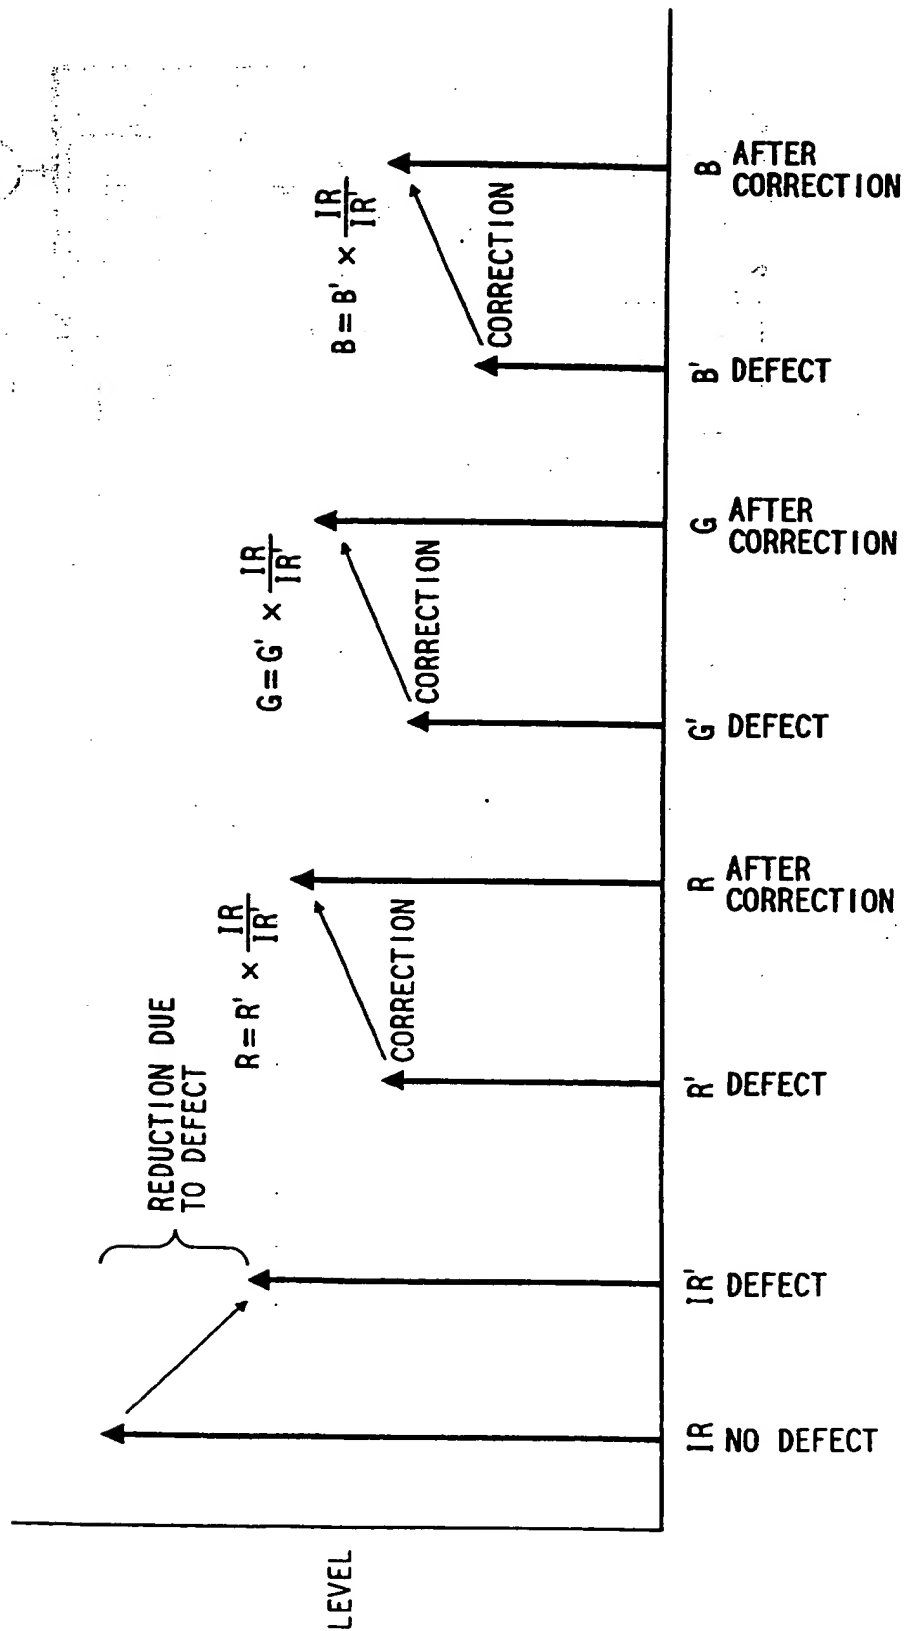 LEVEL
REDUCTION DUE
TO DEFECT
R = R' × IR/IR'
CORRECTION
G = G' × IR/IR'
CORRECTION
B = B' × IR/IR'
CORRECTION
IR
NO DEFECT
IR'
DEFECT
R'
DEFECT
R
AFTER
CORRECTION
G'
DEFECT
G
AFTER
CORRECTION
B'
DEFECT
B
AFTER
CORRECTION